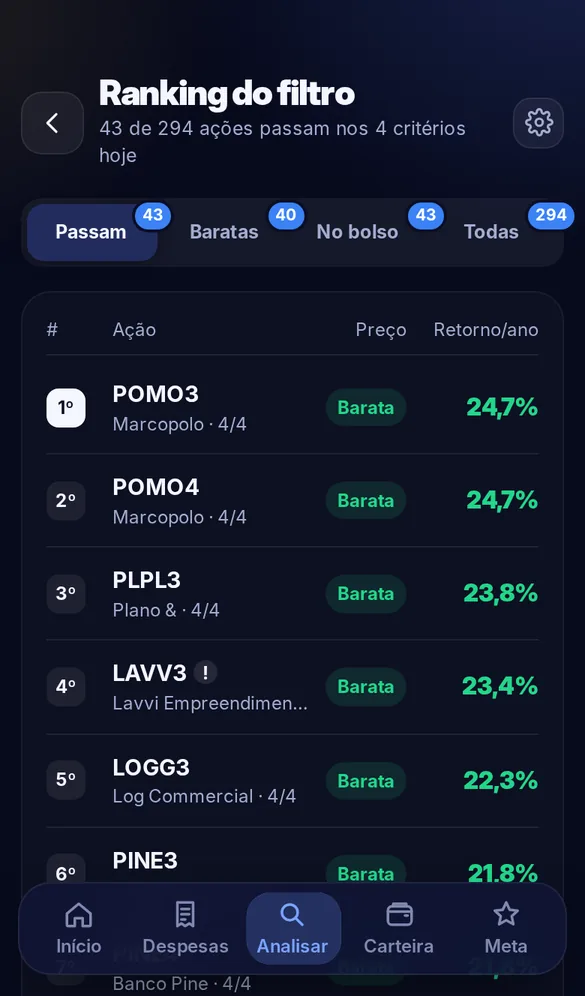 Ranking do filtro
43 de 294 ações passam nos 4 critérios
hoje
Passam 43
Baratas 40
No bolso 43
Todas 294
# Ação Preço Retorno/ano
1º POMO3 Barata 24,7%
Marcopolo · 4/4
2º POMO4 Barata 24,7%
Marcopolo · 4/4
3º PLPL3 Barata 23,8%
Plano & · 4/4
4º LAVV3 ! Barata 23,4%
Lavvi Empreendimen...
5º LOGG3 Barata 22,3%
Log Commercial · 4/4
6º PINE3 Barata 21,8%
Início Despesas Analisar Carteira Meta
7º
Banco Pine · 4/4